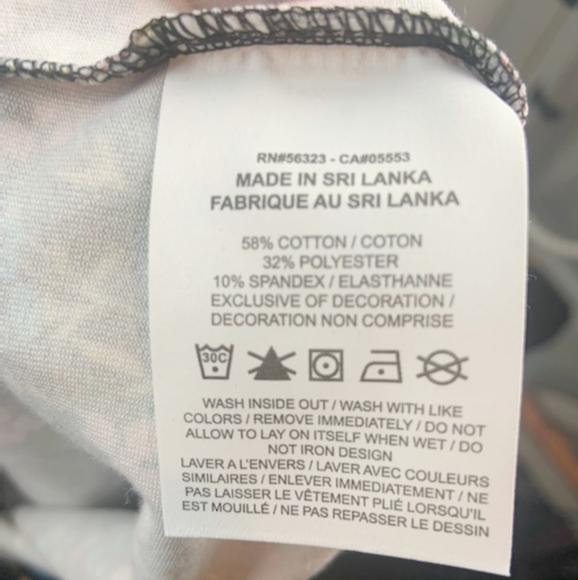 RN#56323 - CA#05553
MADE IN SRI LANKA
FABRIQUE AU SRI LANKA
58% COTTON / COTON
32% POLYESTER
10% SPANDEX / ELASTHANNE
EXCLUSIVE OF DECORATION /
DECORATION NON COMPRISE
30C
WASH INSIDE OUT / WASH WITH LIKE
COLORS / REMOVE IMMEDIATELY / DO NOT
ALLOW TO LAY ON ITSELF WHEN WET / DO
NOT IRON DESIGN
LAVER A L'ENVERS / LAVER AVEC COULEURS
SIMILAIRES / ENLEVER IMMEDIATEMENT / NE
PAS LAISSER LE VÊTEMENT PLIÉ LORSQU'IL
EST MOUILLÉ / NE PAS REPASSER LE DESSIN